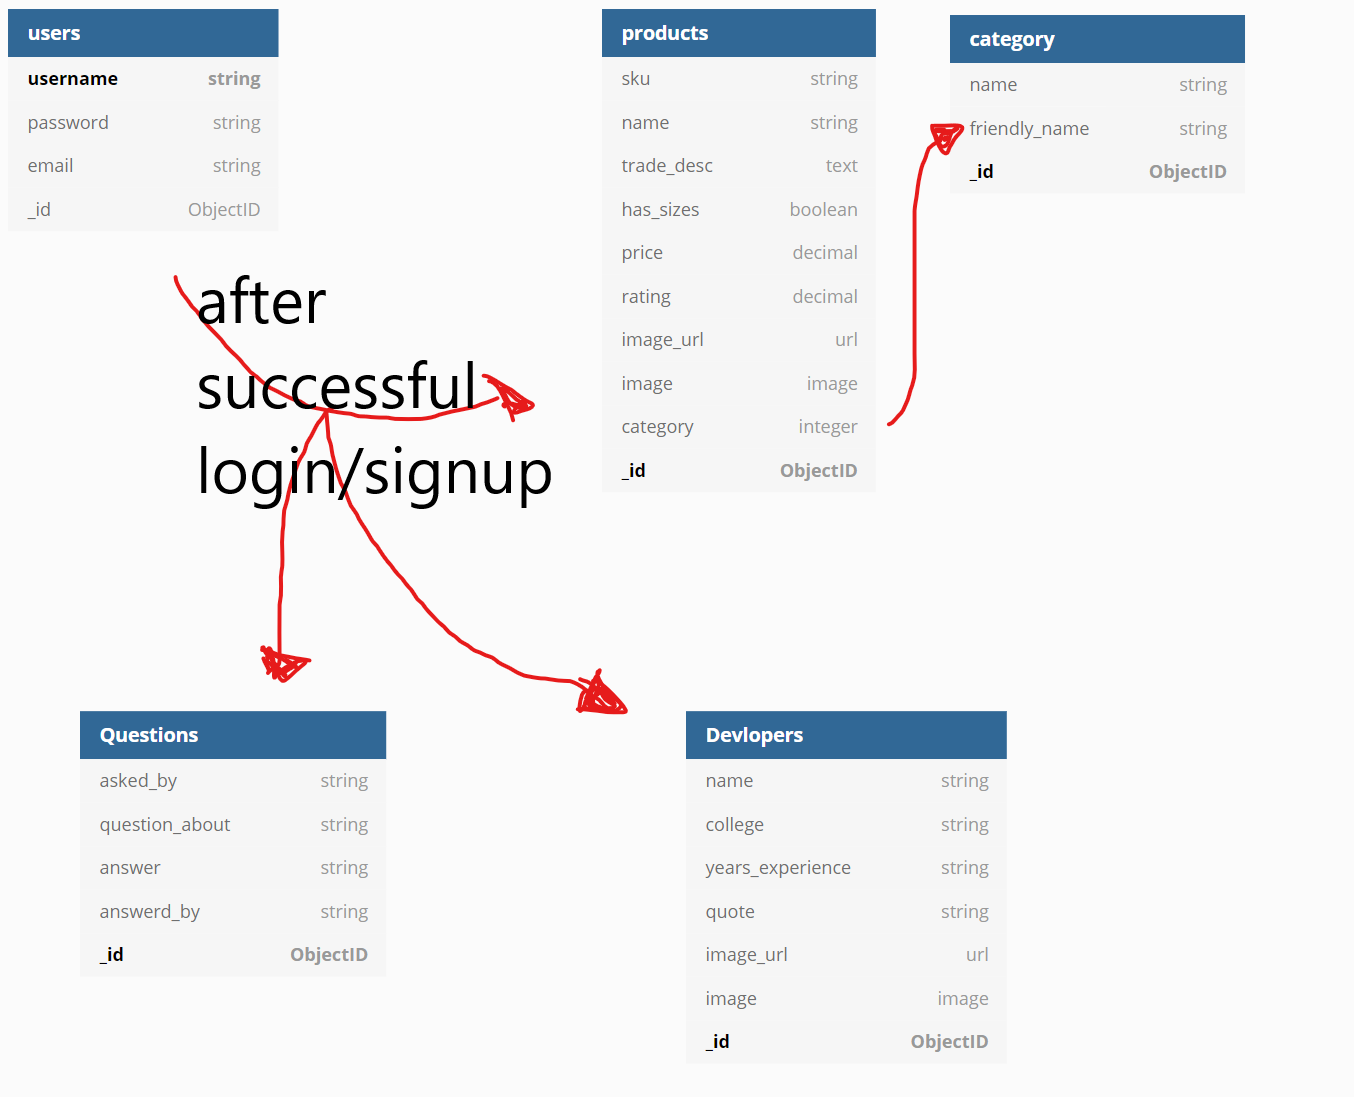 users
username string
password string
email string
_id ObjectID
products
sku string
name string
trade_desc text
has_sizes boolean
price decimal
rating decimal
image_url url
image image
category integer
_id ObjectID
category
name string
friendly_name string
_id ObjectID
after
successful
login/signup
Questions
asked_by string
question_about string
answer string
answerd_by string
_id ObjectID
Devlopers
name string
college string
years_experience string
quote string
image_url url
image image
_id ObjectID